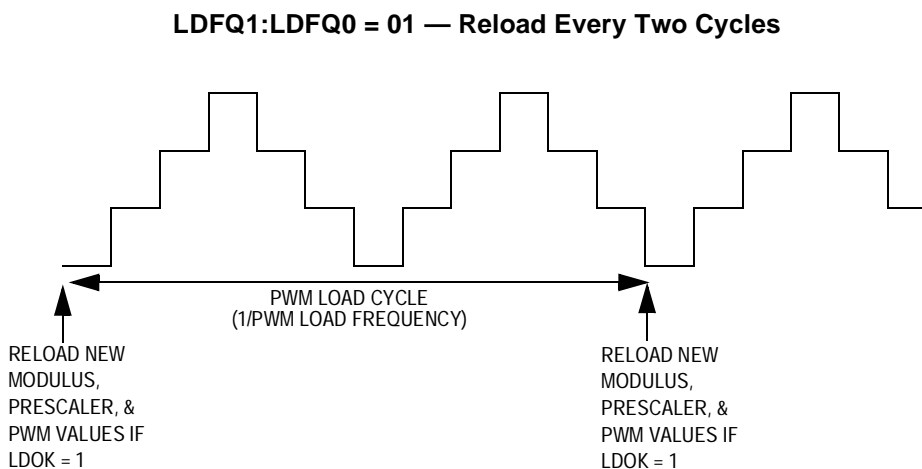 LDFQ1:LDFQ0 = 01 — Reload Every Two Cycles
PWM LOAD CYCLE
(1/PWM LOAD FREQUENCY)
RELOAD NEW
MODULUS,
PRESCALER, &
PWM VALUES IF
LDOK = 1
RELOAD NEW
MODULUS,
PRESCALER, &
PWM VALUES IF
LDOK = 1